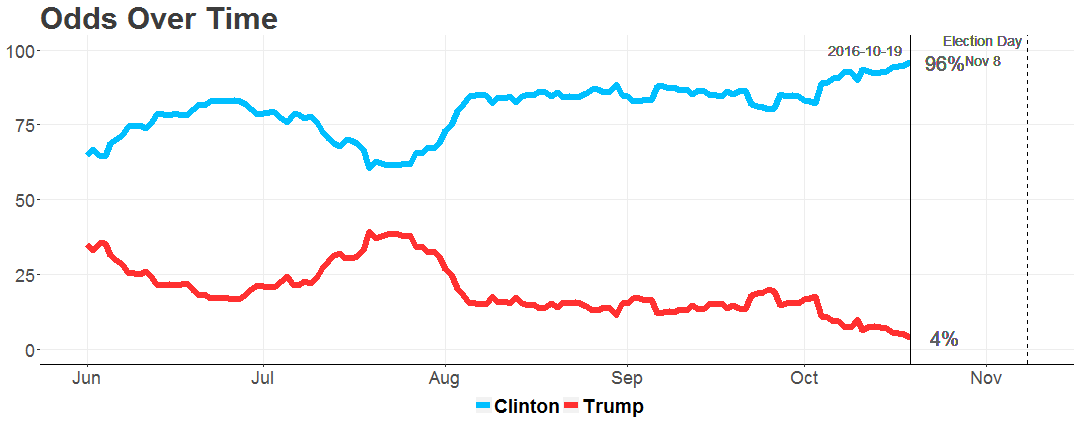 Odds Over Time
100
75
50
25
0
2016-10-19
Election Day
96%
Nov 8
4%
Jun
Jul
Aug
Sep
Oct
Nov
Clinton
Trump